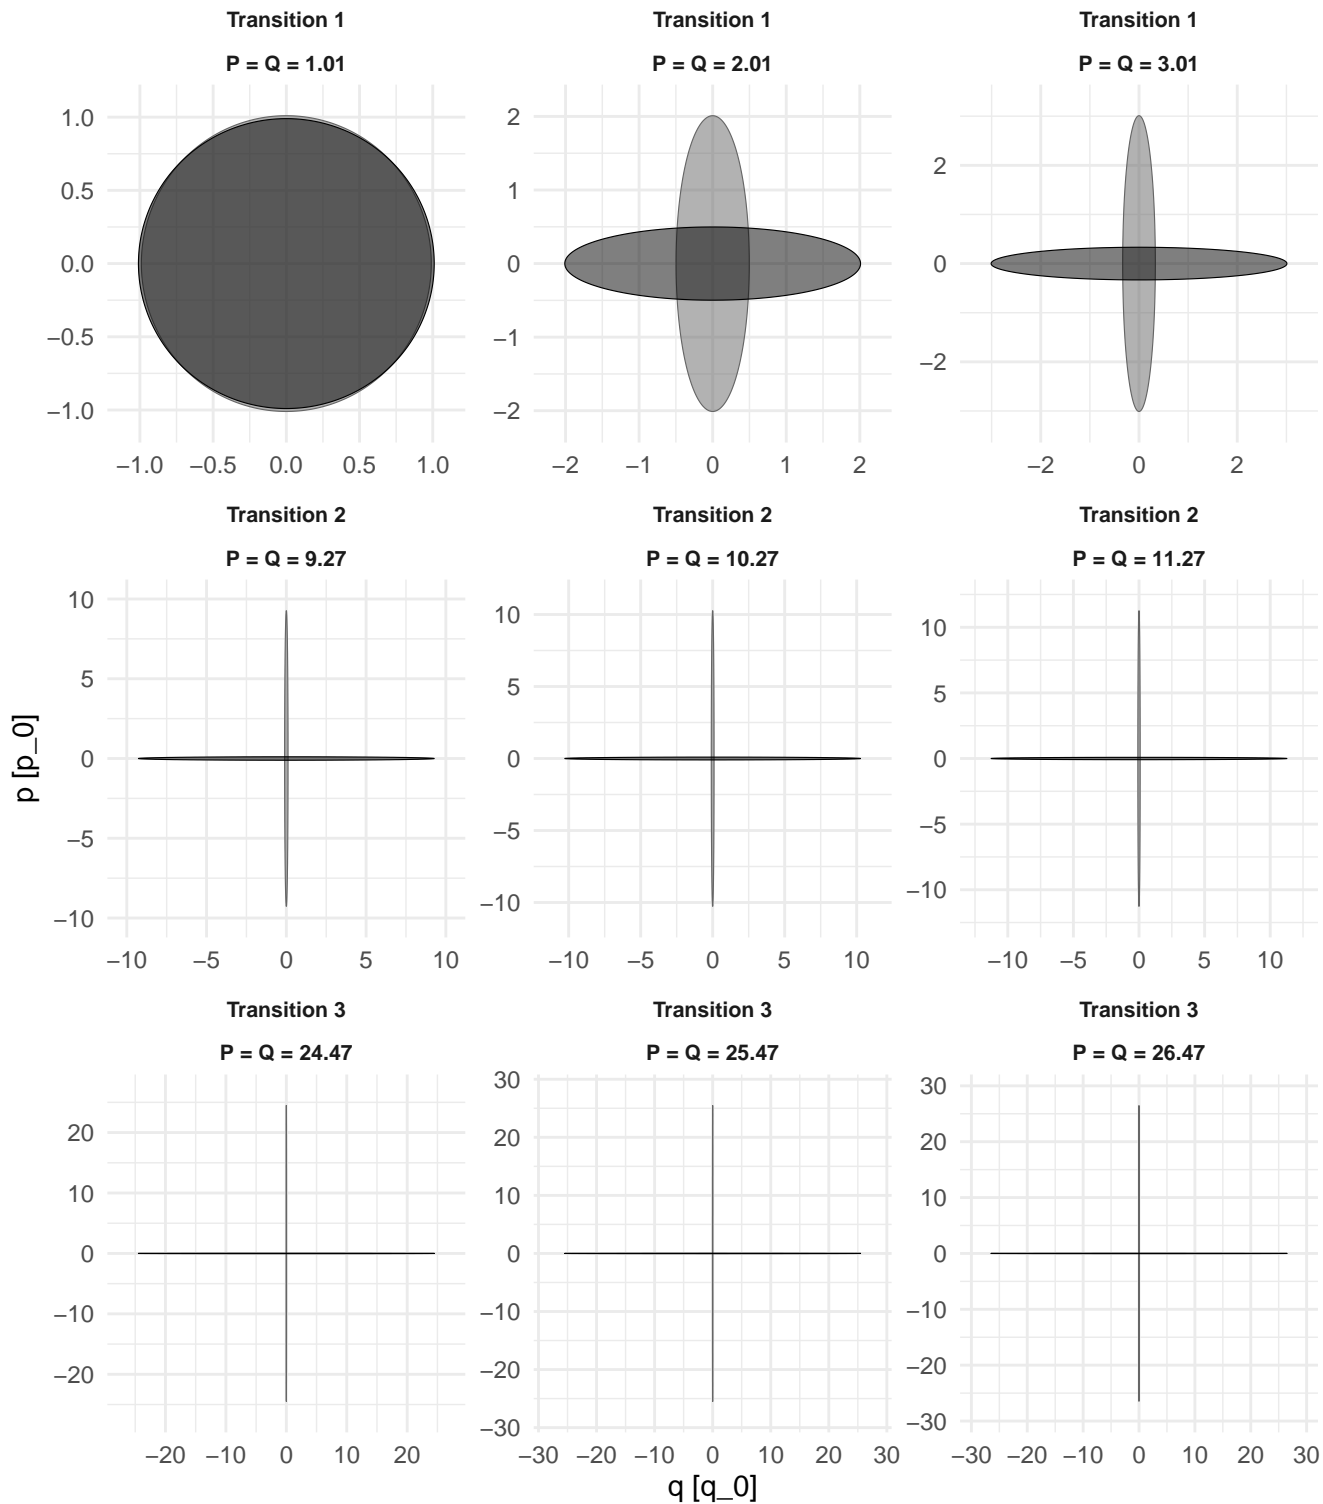 Transition 1 Transition 1 Transition 1
P = Q = 1.01 P = Q = 2.01 P = Q = 3.01
1.0
0.5
0.0
−0.5
−1.0
−1.0 −0.5 0.0 0.5 1.0
2
1
0
−1
−2
−2 −1 0 1 2
2
0
−2
−2 0 2
Transition 2 Transition 2 Transition 2
P = Q = 9.27 P = Q = 10.27 P = Q = 11.27
10
5
0
−5
−10
−10 −5 0 5 10
10
5
0
−5
−10
−10 −5 0 5 10
10
5
0
−5
−10
−10 −5 0 5 10
p [p_0]
Transition 3 Transition 3 Transition 3
P = Q = 24.47 P = Q = 25.47 P = Q = 26.47
20
10
0
−10
−20
−20 −10 0 10 20
30
20
10
0
−10
−20
−30
−30 −20 −10 0 10 20 30
30
20
10
0
−10
−20
−30
−30 −20 −10 0 10 20 30
q [q_0]